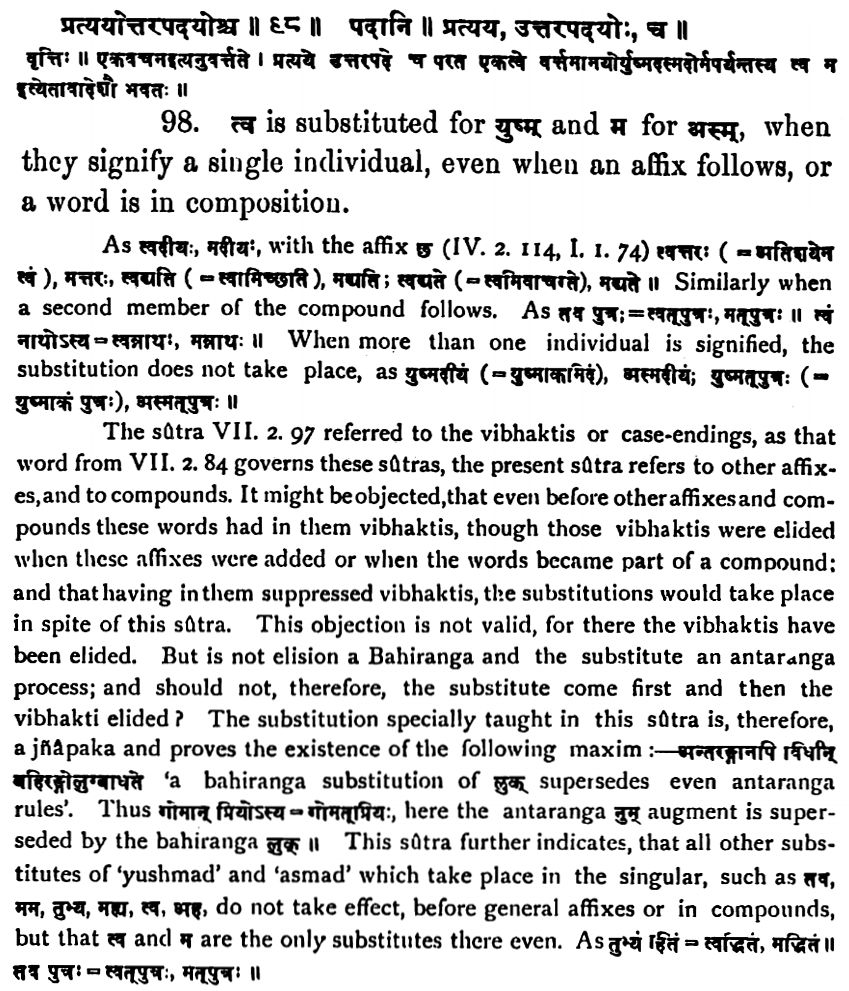 प्रत्ययोत्तरपदयोश्च ॥ ९८ ॥ पदानि ॥ प्रत्यय, उत्तरपदयोः, च ॥
वृत्तिः ॥ एकवचनइत्यनुवर्त्तते । प्रत्यये उत्तरपदे च परत एकत्वे वर्त्तमानयोर्युष्मदस्मदोर्मपर्यन्तस्य त्व म
इत्येतावादेशौ भवतः ॥
98. त्व is substituted for युष्म् and म for अस्म्, when
they signify a single individual, even when an affix follows, or
a word is in composition.
As त्वदीयः, मदीयः, with the affix छ (IV. 2. 114, I. 1. 74) त्वत्तरः ( = अतिशयेन
त्वं ), मत्तरः, त्वद्यति ( = त्वामिच्छति), मद्यति; त्वद्यते (= त्वमिवाचरते), मद्यते ॥ Similarly when
a second member of the compound follows. As तव पुत्रः; = त्वत्पुत्रः, मत्पुत्रः ॥ त्वं
नाथोऽस्य = त्वन्नाथः, मन्नाथः ॥ When more than one individual is signified, the
substitution does not take place, as युष्मदीयं (= युष्माकमिदं), अस्मदीयं; युष्मत्पुत्रः (=
युष्माकं पुत्रः), अस्मत्पुत्रः ॥
The sûtra VII. 2. 97 referred to the vibhaktis or case-endings, as that
word from VII. 2. 84 governs these sûtras, the present sûtra refers to other affix-
es, and to compounds. It might be objected, that even before other affixes and com-
pounds these words had in them vibhaktis, though those vibhaktis were elided
when these affixes were added or when the words became part of a compound:
and that having in them suppressed vibhaktis, the substitutions would take place
in spite of this sûtra. This objection is not valid, for there the vibhaktis have
been elided. But is not elision a Bahiranga and the substitute an antaranga
process; and should not, therefore, the substitute come first and then the
vibhakti elided ? The substitution specially taught in this sûtra is, therefore,
a jñâpaka and proves the existence of the following maxim :—अन्तरङ्गानपि विधीन्
बहिरङ्गोलुग्बाधते 'a bahiranga substitution of लुक् supersedes even antaranga
rules'. Thus गोमान् प्रियोऽस्य = गोमत्प्रियः, here the antaranga नुम् augment is super-
seded by the bahiranga लुक् ॥ This sûtra further indicates, that all other subs-
titutes of 'yushmad' and 'asmad' which take place in the singular, such as तव,
मम, तुभ्य, मह्य, त्व, अह, do not take effect, before general affixes or in compounds,
but that त्व and म are the only substitutes there even. As तुभ्यं हितं = त्वद्धितं, मद्धितं॥
तव पुत्रः = त्वत्पुत्रः, मत्पुत्रः ॥